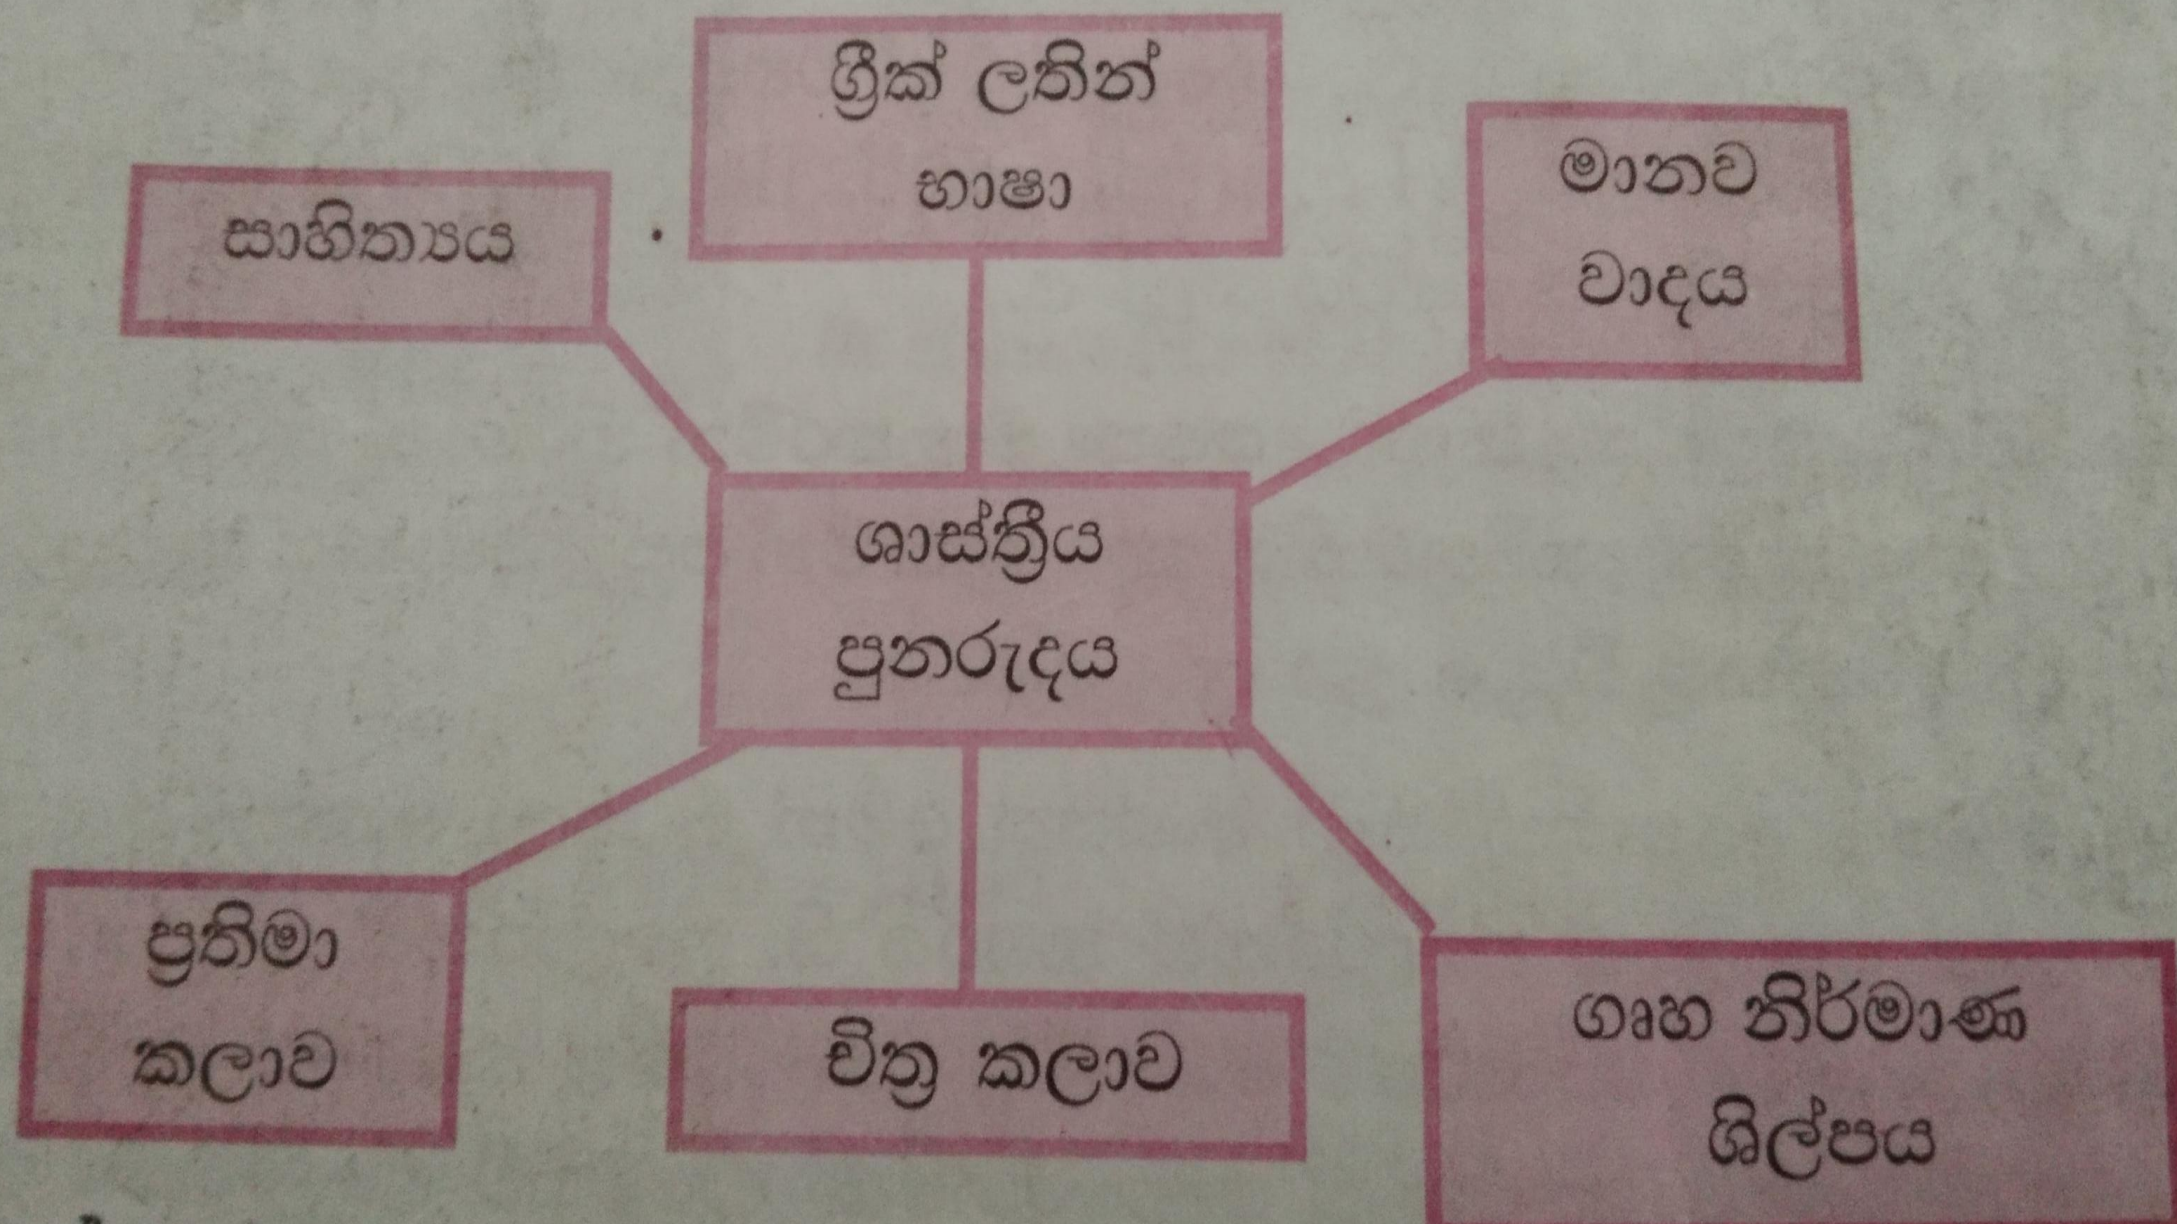 ග්‍රීක් ලතින්
භාෂා
මානව
වාදය
සාහිත්‍යය
ශාස්ත්‍රීය
පුනරුදය
ප්‍රතිමා
කලාව
චිත්‍ර කලාව
ගෘහ නිර්මාණ
ශිල්පය